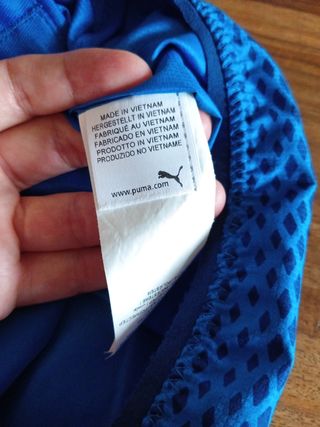 MADE IN VIETNAM
HERGESTELLT IN VIETNAM
FABRIQUÉ AU VIETNAM
FABRICADO EN VIETNAM
PRODOTTO IN VIETNAM
PRODUZIDO NO VIETNAME
www.puma.com